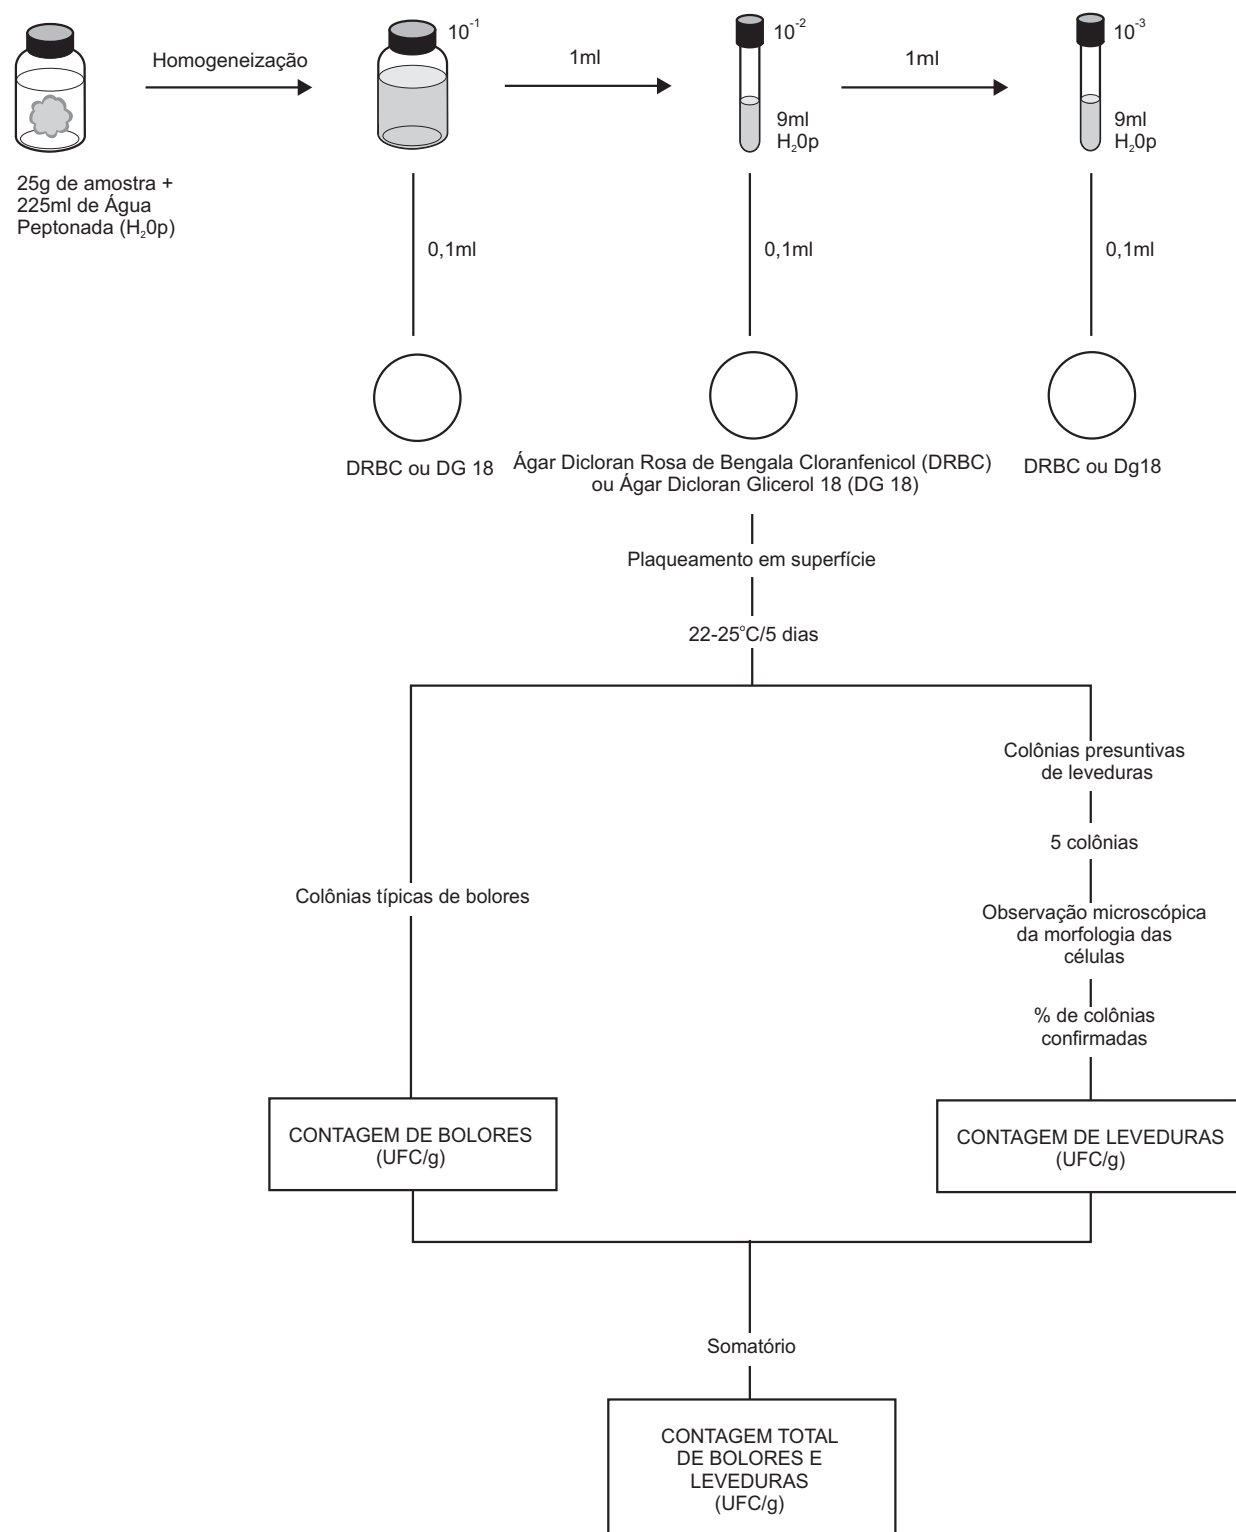 10⁻¹
10⁻²
10⁻³
Homogeneização
1ml
1ml
9ml
H₂0p
9ml
H₂0p
25g de amostra +
225ml de Água
Peptonada (H₂0p)
0,1ml
0,1ml
0,1ml
DRBC ou DG 18
Ágar Dicloran Rosa de Bengala Cloranfenicol (DRBC)
ou Ágar Dicloran Glicerol 18 (DG 18)
DRBC ou Dg18
Plaqueamento em superfície
22-25°C/5 dias
Colônias presuntivas
de leveduras
5 colônias
Colônias típicas de bolores
Observação microscópica
da morfologia das
células
% de colônias
confirmadas
CONTAGEM DE BOLORES
(UFC/g)
CONTAGEM DE LEVEDURAS
(UFC/g)
Somatório
CONTAGEM TOTAL
DE BOLORES E
LEVEDURAS
(UFC/g)